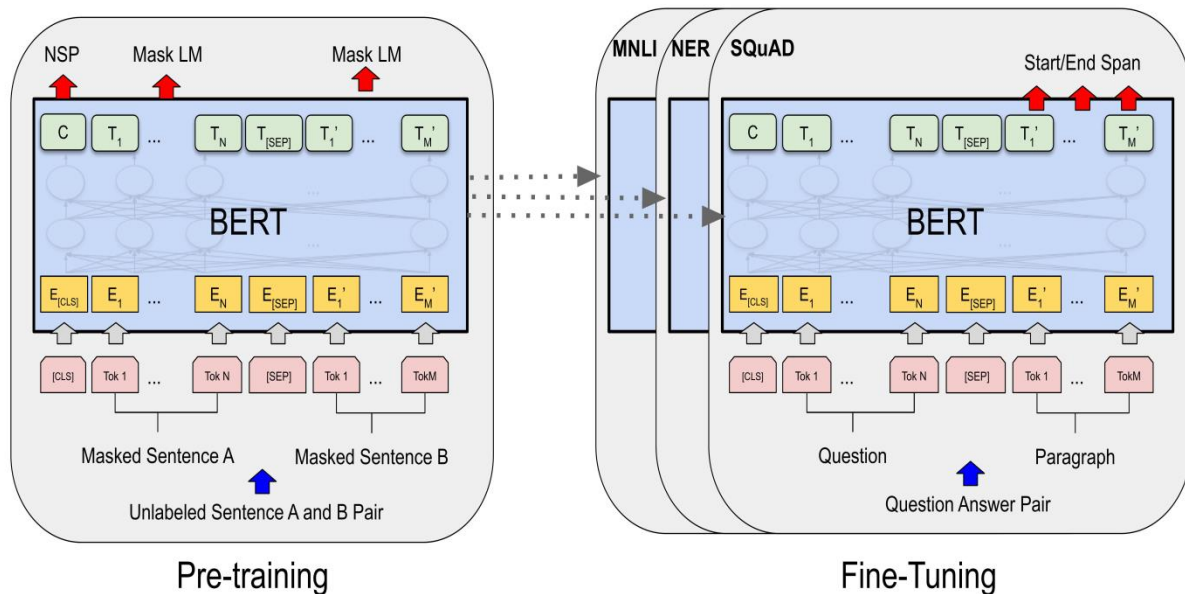 NSP Mask LM Mask LM
C T1 ... TN T[SEP] T1' ... TM'
...
BERT
...
E[CLS] E1 ... EN E[SEP] E1' ... EM'
[CLS] Tok 1 ... Tok N [SEP] Tok 1 ... TokM
Masked Sentence A Masked Sentence B
Unlabeled Sentence A and B Pair
Pre-training
MNLI NER SQuAD
Start/End Span
C T1 ... TN T[SEP] T1' ... TM'
...
BERT
...
E[CLS] E1 ... EN E[SEP] E1' ... EM'
[CLS] Tok 1 ... Tok N [SEP] Tok 1 ... TokM
Question Paragraph
Question Answer Pair
Fine-Tuning